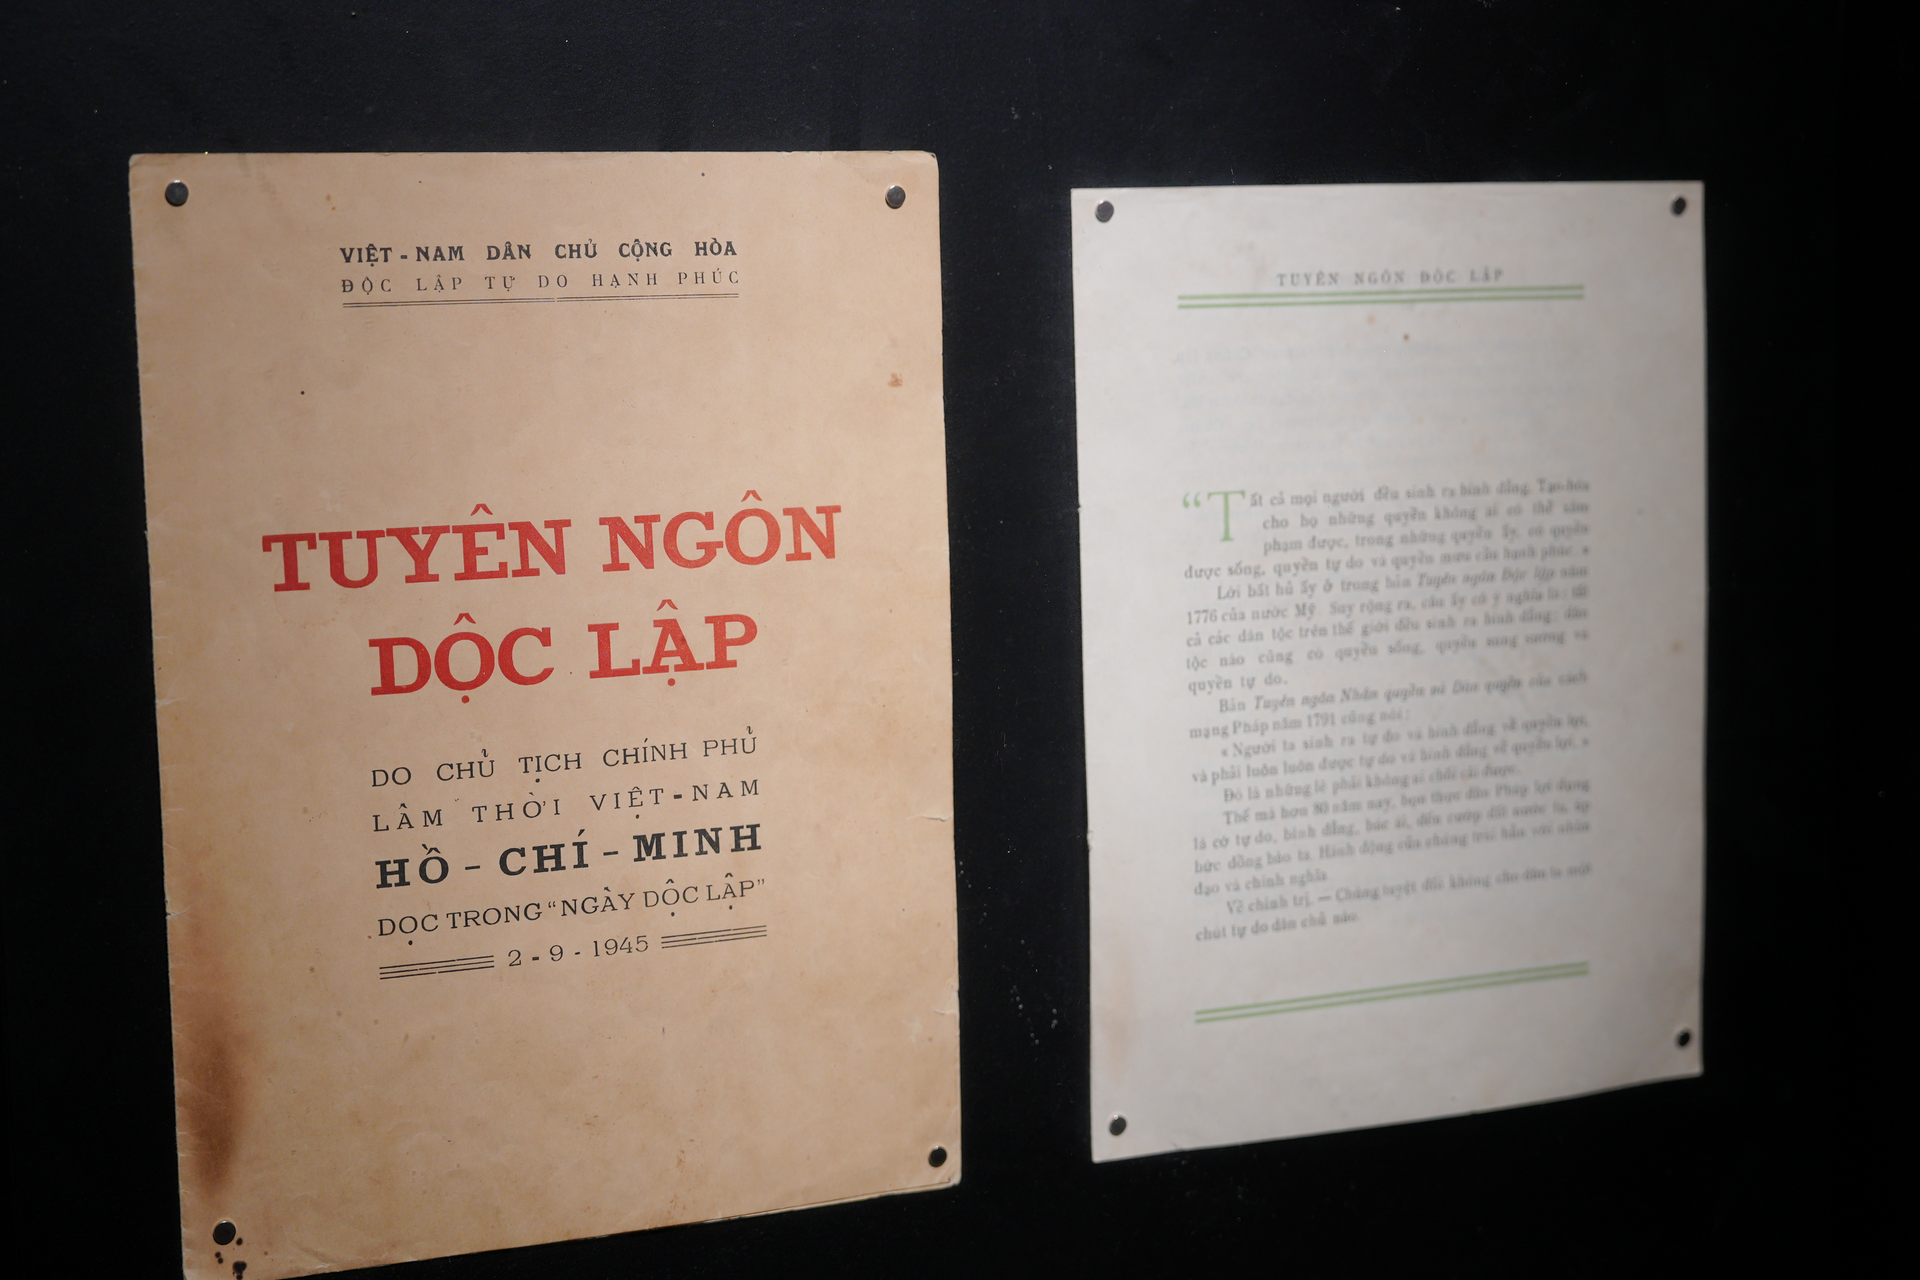 VIỆT-NAM DÂN CHỦ CỘNG HÒA
ĐỘC LẬP TỰ DO HẠNH PHÚC
TUYÊN NGÔN
DỘC LẬP
DO CHỦ TỊCH CHÍNH PHỦ
LÂM THỜI VIỆT-NAM
HỒ-CHÍ-MINH
DỌC TRONG "NGÀY DỘC LẬP"
2-9-1945
TUYÊN NGÔN ĐỘC LẬP
“Tất cả mọi người đều sinh ra bình đẳng. Tạo-hóa
cho họ những quyền không ai có thể xâm
phạm được, trong những quyền ấy, có quyền
được sống, quyền tự do và quyền mưu cầu hạnh phúc. »
Lời bất hủ ấy ở trong bản Tuyên ngôn Độc lập năm
1776 của nước Mỹ. Suy rộng ra, câu ấy có ý nghĩa là: tất
cả các dân tộc trên thế giới đều sinh ra bình đẳng; dân
tộc nào cũng có quyền sống, quyền sung sướng và
quyền tự do.
Bản Tuyên ngôn Nhân quyền và Dân quyền của cách
mạng Pháp năm 1791 cũng nói:
« Người ta sinh ra tự do và bình đẳng về quyền lợi,
và phải luôn luôn được tự do và bình đẳng về quyền lợi. »
Đó là những lẽ phải không ai chối cãi được.
Thế mà hơn 80 năm nay, bọn thực dân Pháp lợi dụng
lá cờ tự do, bình đẳng, bác ái, đến cướp đất nước ta, áp
bức đồng bào ta. Hành động của chúng trái hẳn với nhân
đạo và chính nghĩa
Về chính trị. — Chúng tuyệt đối không cho dân ta một
chút tự do dân chủ nào.